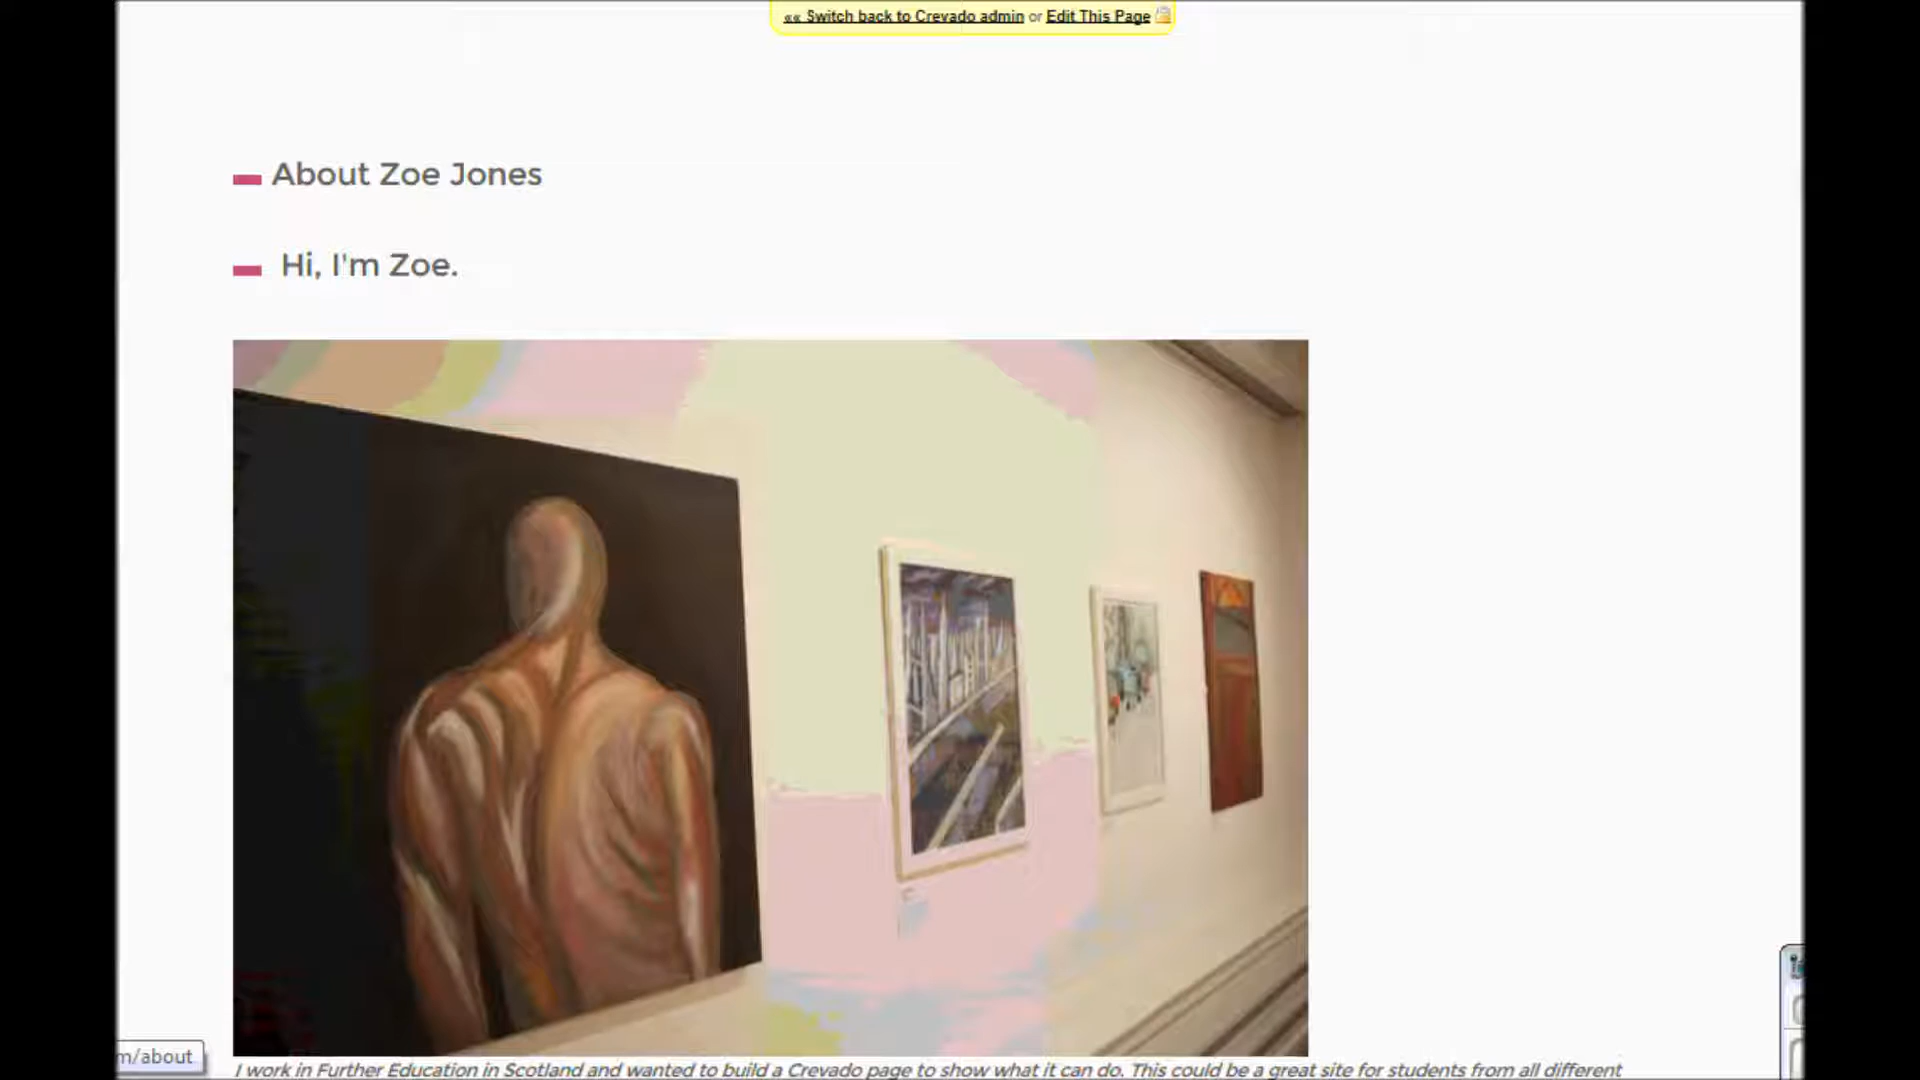 «« Switch back to Crevado admin or Edit This Page
About Zoe Jones
Hi, I'm Zoe.
m/about
I work in Further Education in Scotland and wanted to build a Crevado page to show what it can do. This could be a great site for students from all different